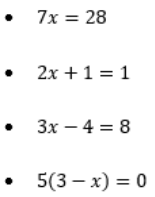 • 7x = 28
• 2x + 1 = 1
• 3x − 4 = 8
• 5(3 − x) = 0